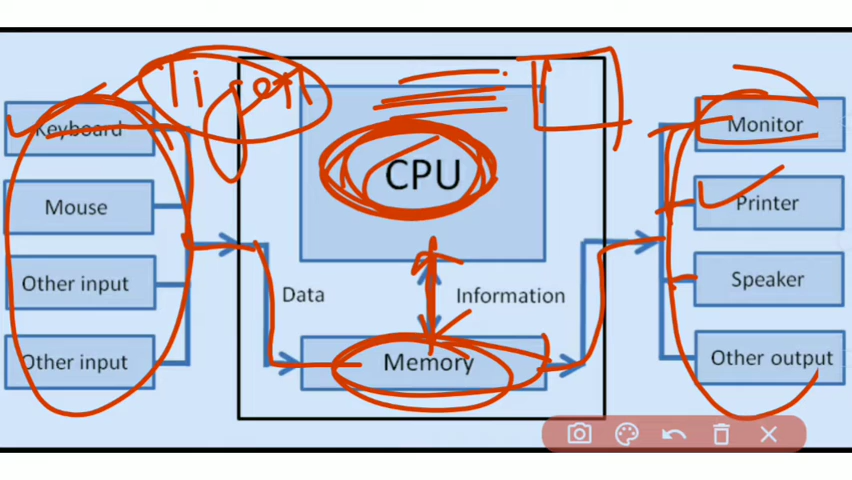 Keyboard
Mouse
Other input
Other input
CPU
Data
Information
Memory
Monitor
Printer
Speaker
Other output